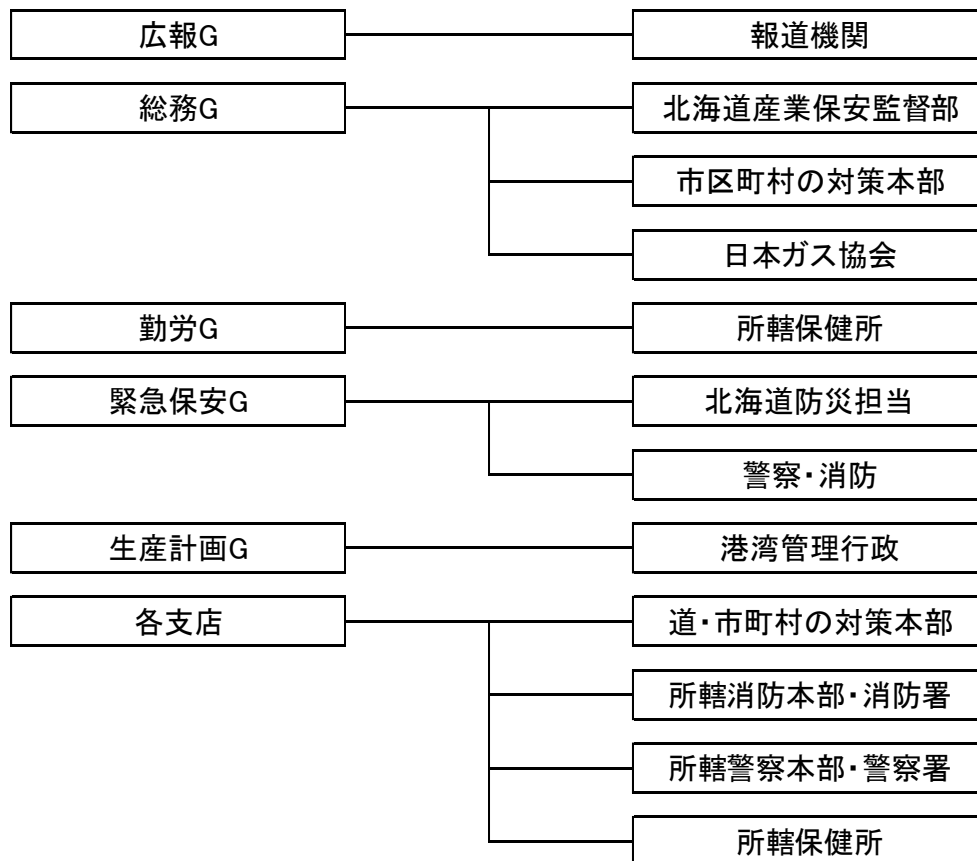 広報G
報道機関
総務G
北海道産業保安監督部
市区町村の対策本部
日本ガス協会
勤労G
所轄保健所
緊急保安G
北海道防災担当
警察・消防
生産計画G
港湾管理行政
各支店
道・市町村の対策本部
所轄消防本部・消防署
所轄警察本部・警察署
所轄保健所